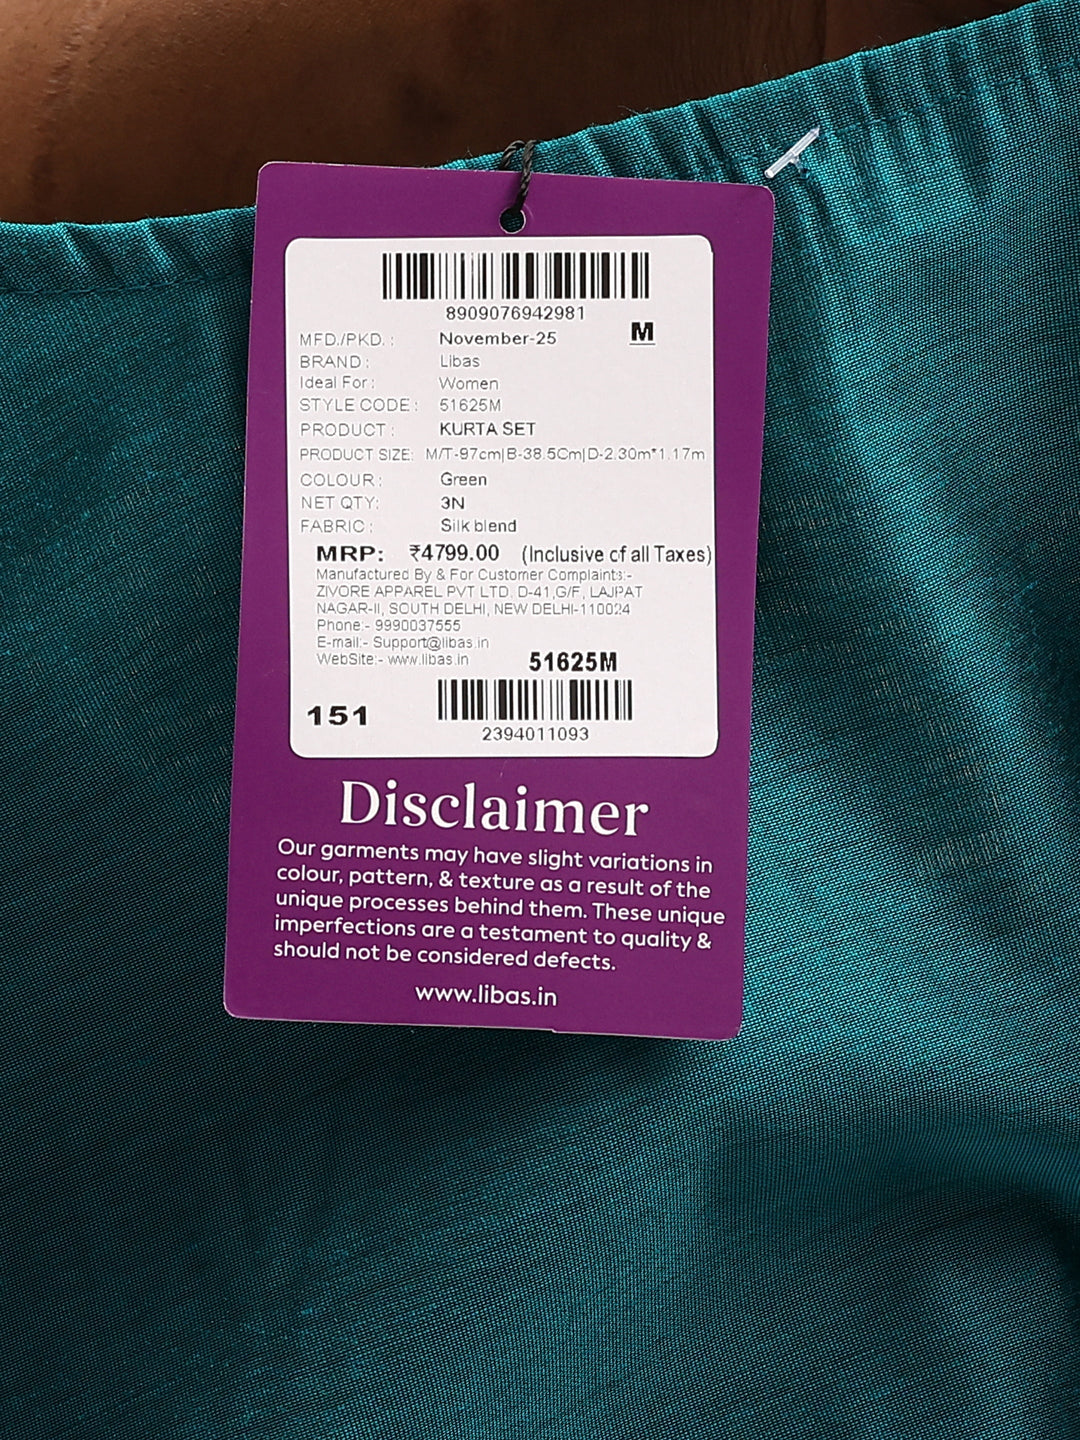 8909076942981
M
MFD./PKD. : November-25
BRAND : Libas
Ideal For : Women
STYLE CODE : 51625M
PRODUCT : KURTA SET
PRODUCT SIZE: M/T-97cm|B-38.5Cm|D-2.30m*1.17m
COLOUR : Green
NET QTY: 3N
FABRIC : Silk blend
MRP: ₹4799.00 (Inclusive of all Taxes)
Manufactured By & For Customer Complaints:-
ZIVORE APPAREL PVT LTD. D-41,G/F, LAJPAT
NAGAR-II, SOUTH DELHI, NEW DELHI-110024
Phone:- 9990037555
E-mail:- Support@libas.in
WebSite:- www.libas.in
51625M
151
2394011093
Disclaimer
Our garments may have slight variations in
colour, pattern, & texture as a result of the
unique processes behind them. These unique
imperfections are a testament to quality &
should not be considered defects.
www.libas.in